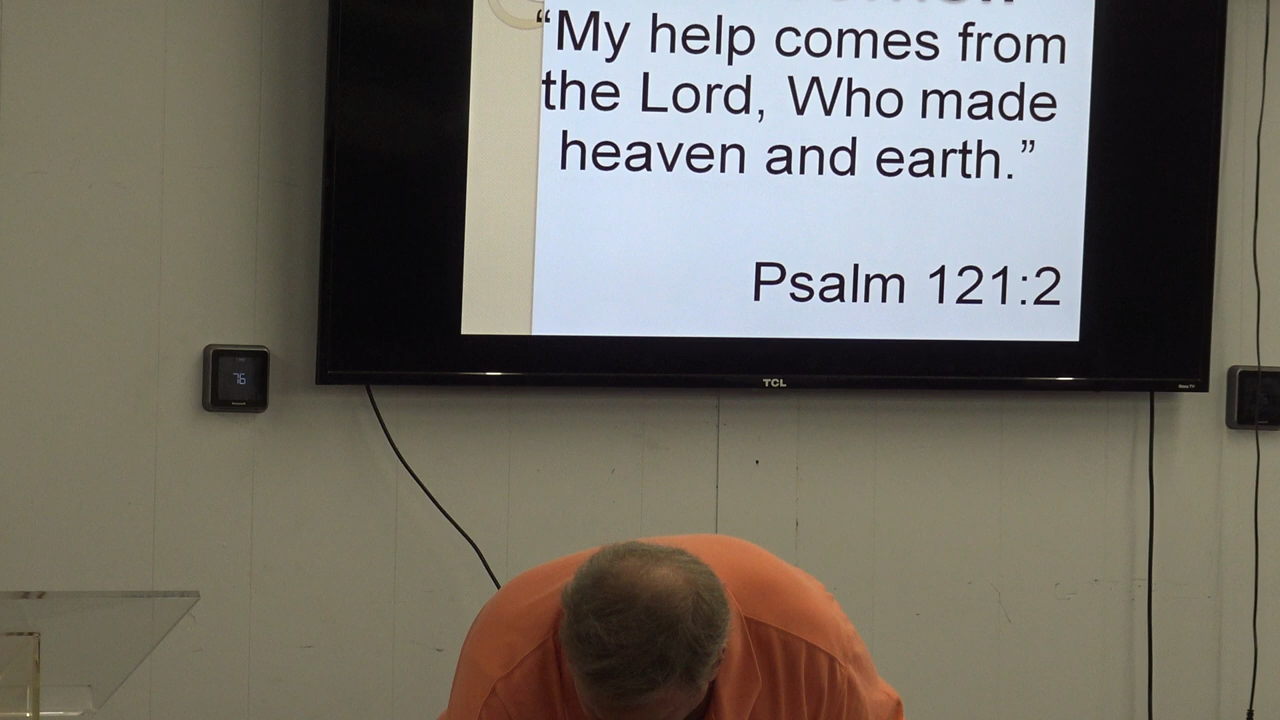 “My help comes from
the Lord, Who made
heaven and earth.”
Psalm 121:2
76
TCL